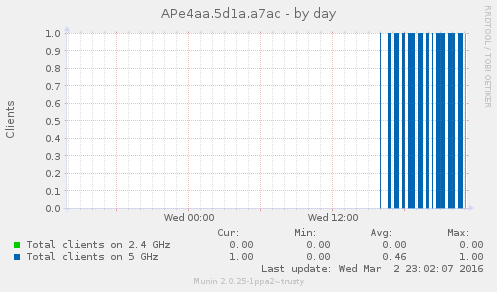 APe4aa.5d1a.a7ac - by day
RRDTOOL / TOBI OETIKER
Clients
1.0
0.9
0.8
0.7
0.6
0.5
0.4
0.3
0.2
0.1
0.0
Wed 00:00 Wed 12:00
Cur: Min: Avg: Max:
Total clients on 2.4 GHz 0.00 0.00 0.00 0.00
Total clients on 5 GHz 1.00 0.00 0.46 1.00
Last update: Wed Mar 2 23:02:07 2016
Munin 2.0.25-1ppa2~trusty